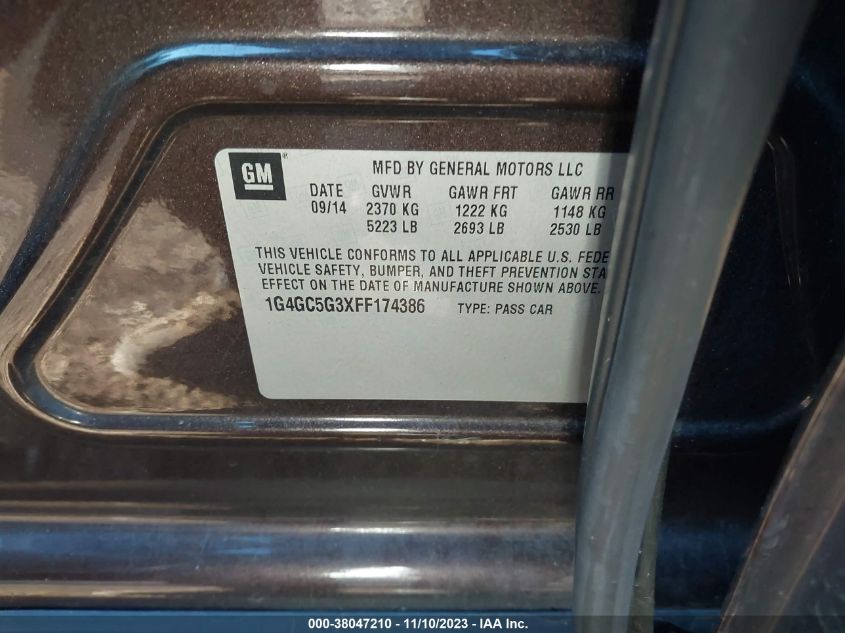 GM ® MFD BY GENERAL MOTORS LLC
DATE GVWR GAWR FRT GAWR RR
09/14 2370 KG 1222 KG 1148 KG
5223 LB 2693 LB 2530 LB
THIS VEHICLE CONFORMS TO ALL APPLICABLE U.S. FEDE
VEHICLE SAFETY, BUMPER, AND THEFT PREVENTION STA
EFFECT ON THE DATE OF MANUFACTURE SHOWN ABOVE.
1G4GC5G3XFF174386 TYPE: PASS CAR
000-38047210 - 11/10/2023 - IAA Inc.